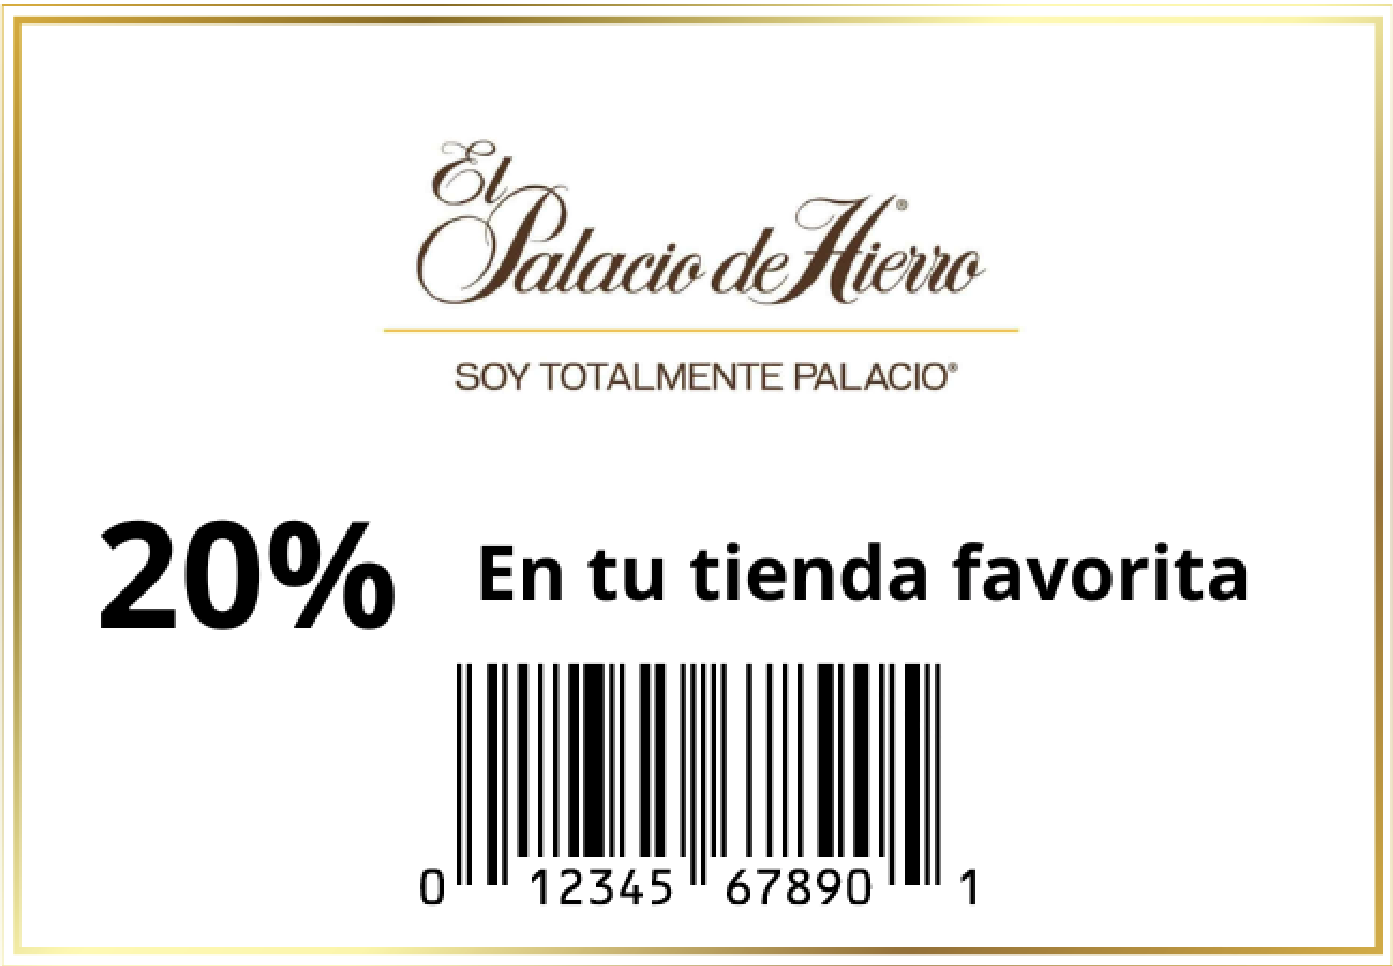 El
Palacio de Hierro®
SOY TOTALMENTE PALACIO®
20% En tu tienda favorita
0 12345 67890 1